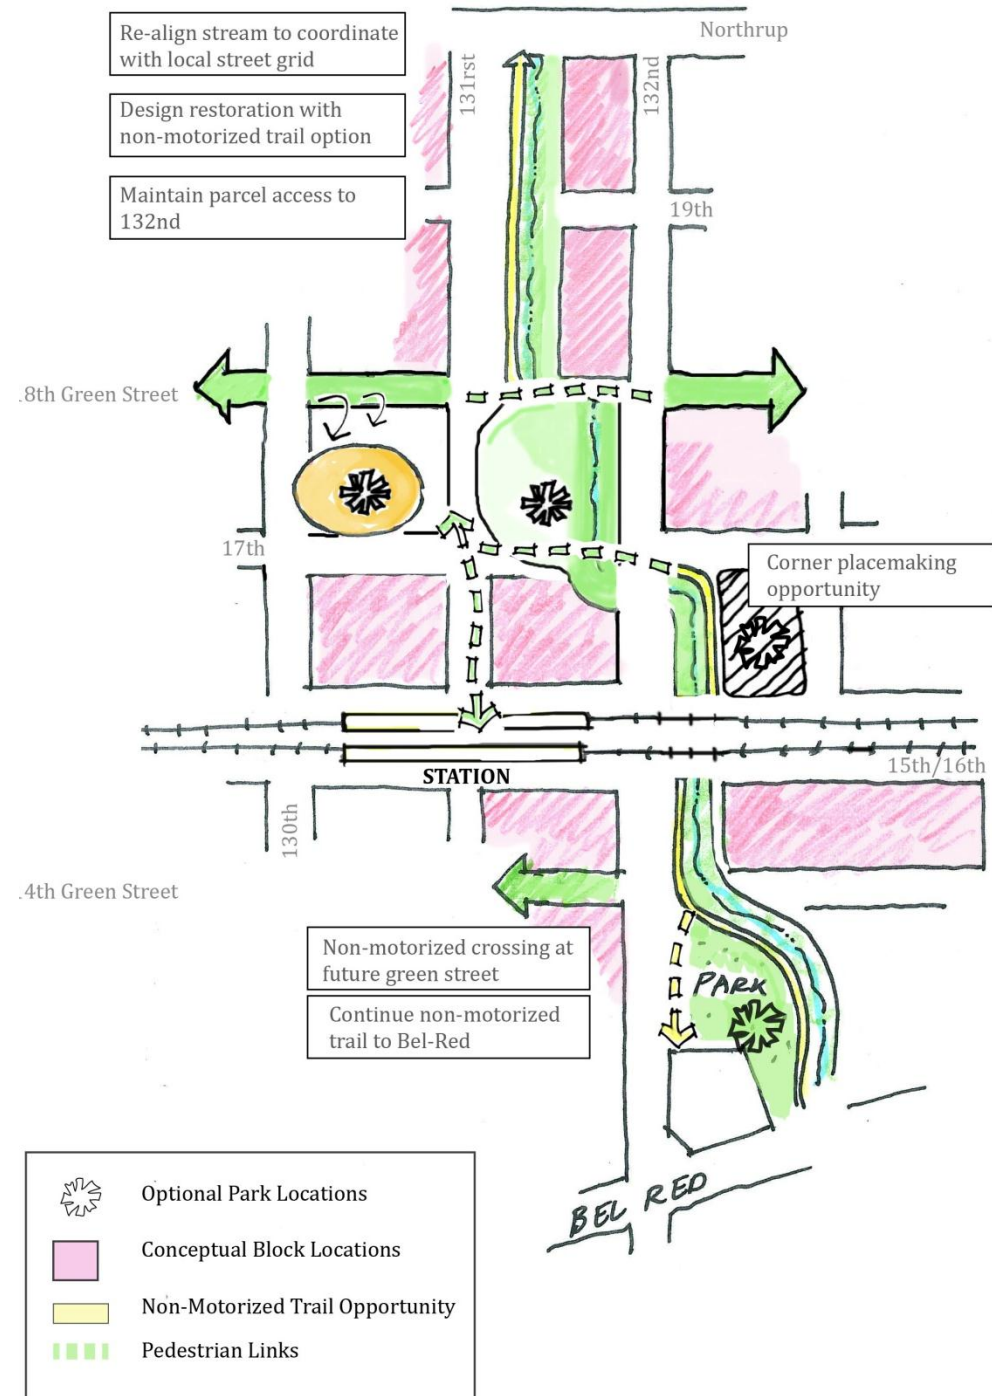 Re-align stream to coordinate
with local street grid
Northrup
131rst
132nd
Design restoration with
non-motorized trail option
Maintain parcel access to
132nd
19th
.8th Green Street
17th
Corner placemaking
opportunity
STATION
15th/16th
130th
.4th Green Street
Non-motorized crossing at
future green street
Continue non-motorized
trail to Bel-Red
PARK
BEL RED
Optional Park Locations
Conceptual Block Locations
Non-Motorized Trail Opportunity
Pedestrian Links